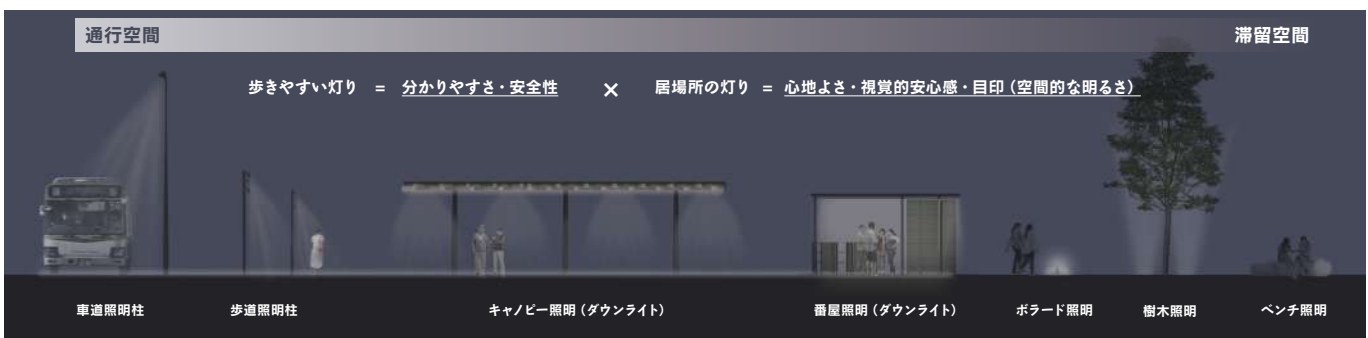 通行空間 滞留空間
歩きやすい灯り = 分かりやすさ・安全性 × 居場所の灯り = 心地よさ・視覚的安心感・目印(空間的な明るさ)
車道照明柱 歩道照明柱 キャノピー照明(ダウンライト) 番屋照明(ダウンライト) ボラード照明 樹木照明 ベンチ照明